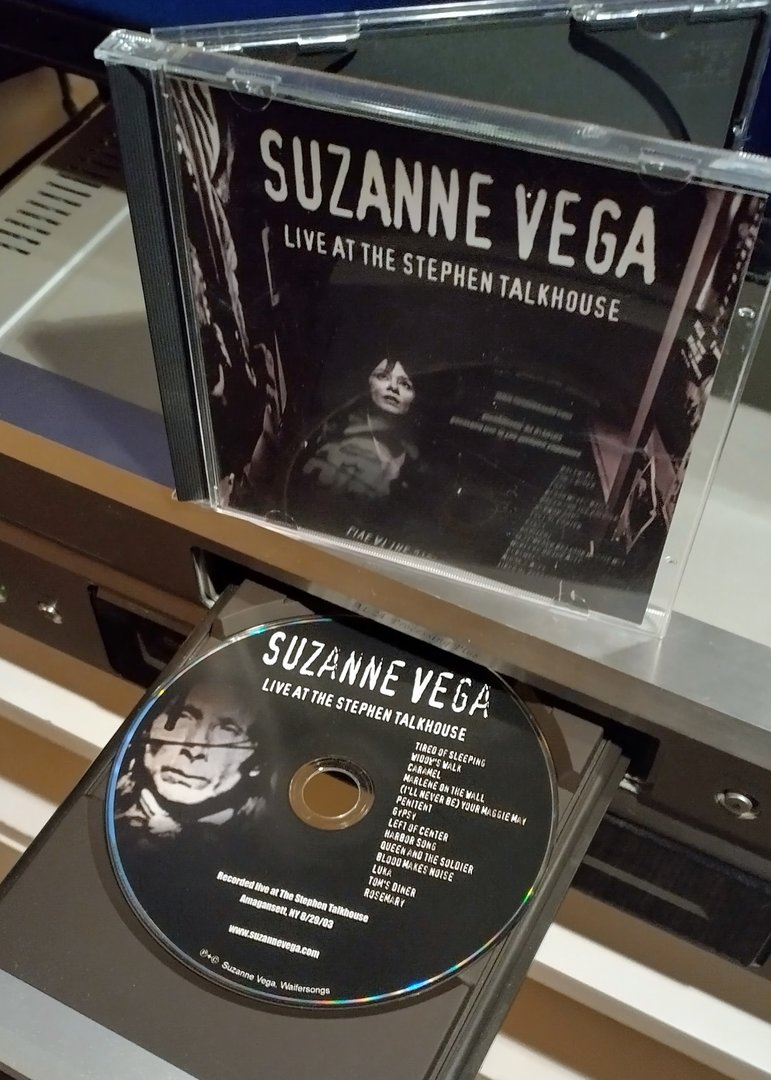 SUZANNE VEGA
LIVE AT THE STEPHEN TALKHOUSE
SUZANNE VEGA
LIVE AT THE STEPHEN TALKHOUSE
TIRED OF SLEEPING
WIDOW'S WALK
CARAMEL
MARLENE ON THE WALL
(I'LL NEVER BE) YOUR MAGGIE MAY
PENITENT
GYPSY
LEFT OF CENTER
HARBOR SONG
QUEEN AND THE SOLDIER
BLOOD MAKES NOISE
LUKA
TOM'S DINER
ROSEMARY
Recorded live at The Stephen Talkhouse
Amagansett, NY 8/29/03
www.suzannevega.com
℗+© Suzanne Vega, Waifersongs